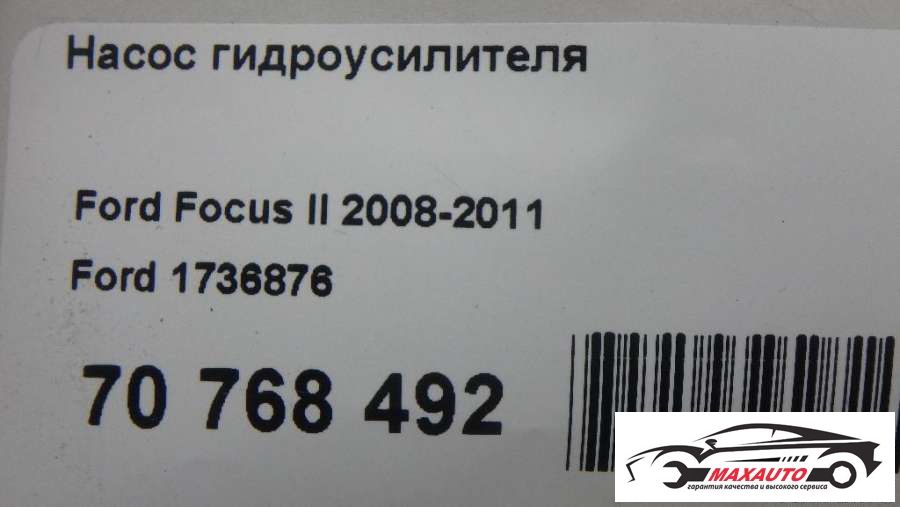 Насос гидроусилителя
Ford Focus II 2008-2011
Ford 1736876
70 768 492
MAXAUTO
гарантия качества и высокого сервиса